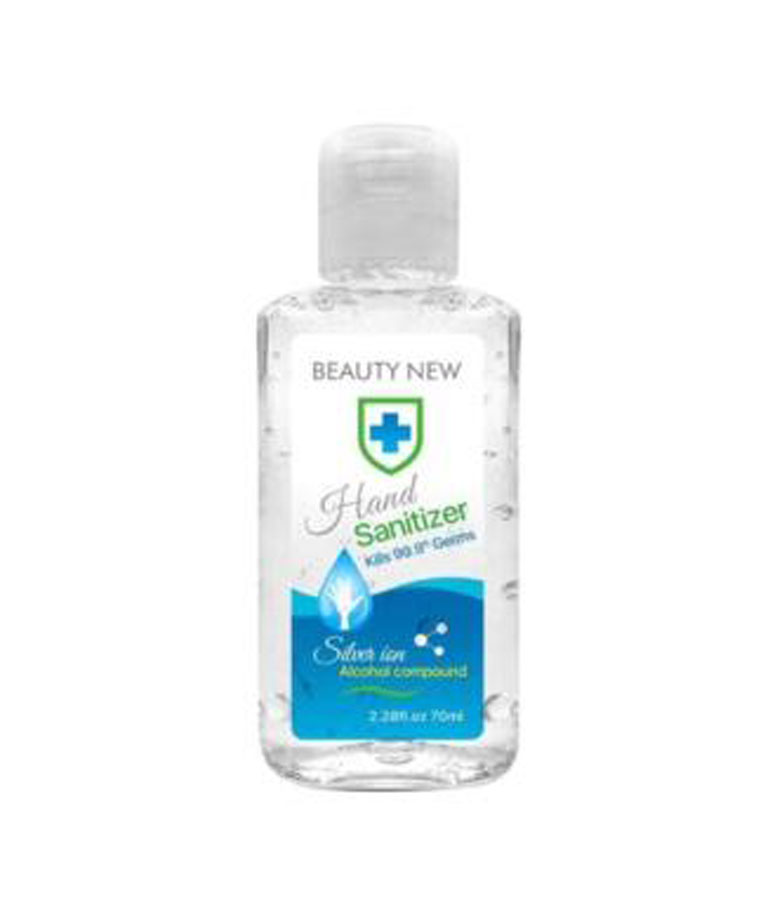 BEAUTY NEW
Hand
Sanitizer
Kills 99.9% Germs
Silver ion
Alcohol compound
2.28fl oz 70ml